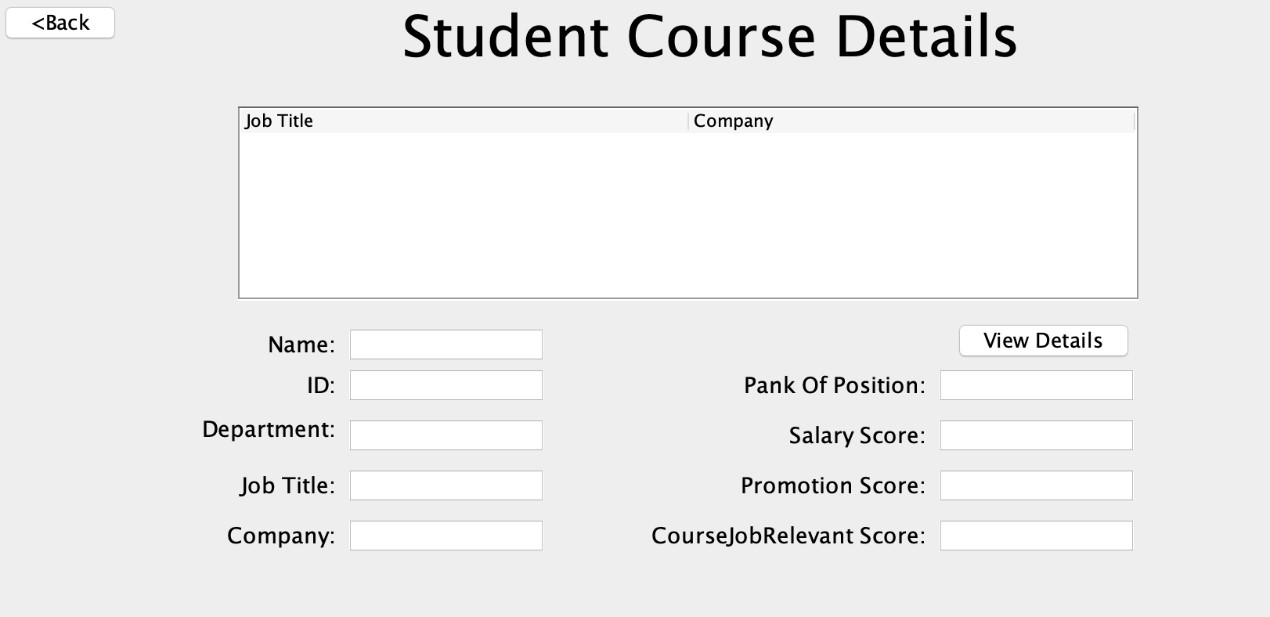 <Back
Student Course Details
Job Title Company
Name:
View Details
ID:
Pank Of Position:
Department:
Salary Score:
Job Title:
Promotion Score:
Company:
CourseJobRelevant Score: